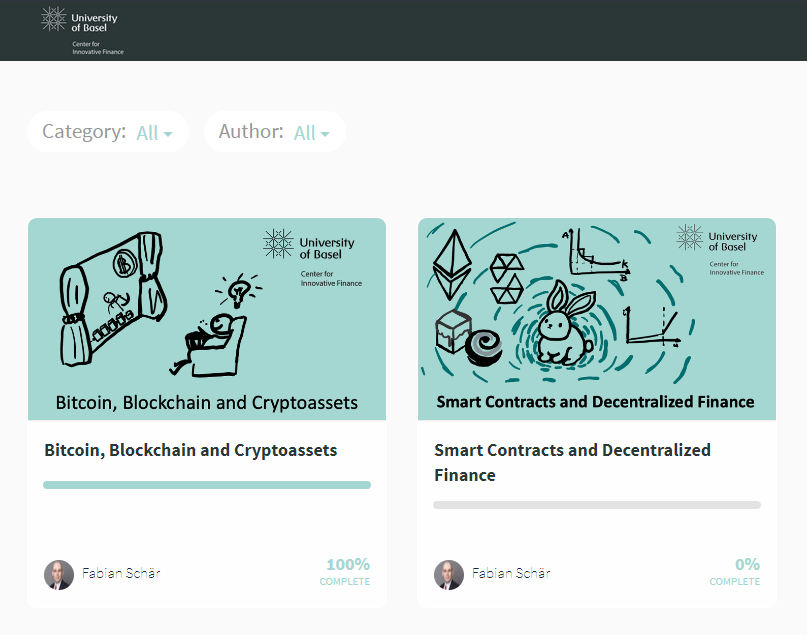 University
of Basel
Center for
Innovative Finance
Category: All
Author: All
University
of Basel
Center for
Innovative Finance
Bitcoin, Blockchain and Cryptoassets
Bitcoin, Blockchain and Cryptoassets
Fabian Schär
100%
COMPLETE
University
of Basel
Center for
Innovative Finance
A
K
B
Smart Contracts and Decentralized Finance
Smart Contracts and Decentralized
Finance
Fabian Schär
0%
COMPLETE